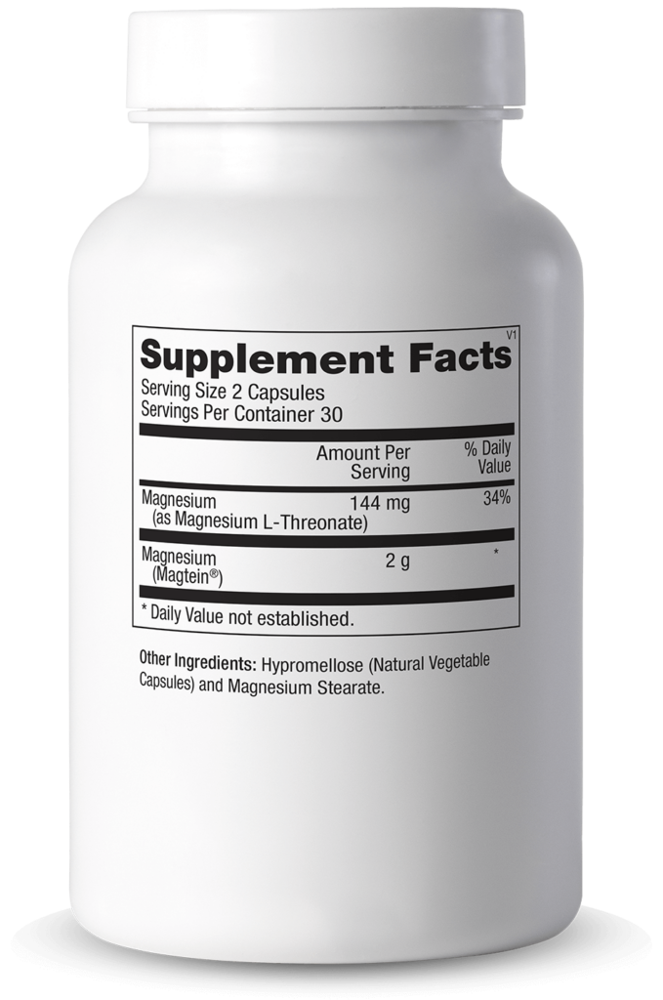 V1
Supplement Facts
Serving Size 2 Capsules
Servings Per Container 30
Amount Per Serving % Daily Value
Magnesium 144 mg 34%
(as Magnesium L-Threonate)
Magnesium 2 g *
(Magtein®)
* Daily Value not established.
Other Ingredients: Hypromellose (Natural Vegetable
Capsules) and Magnesium Stearate.